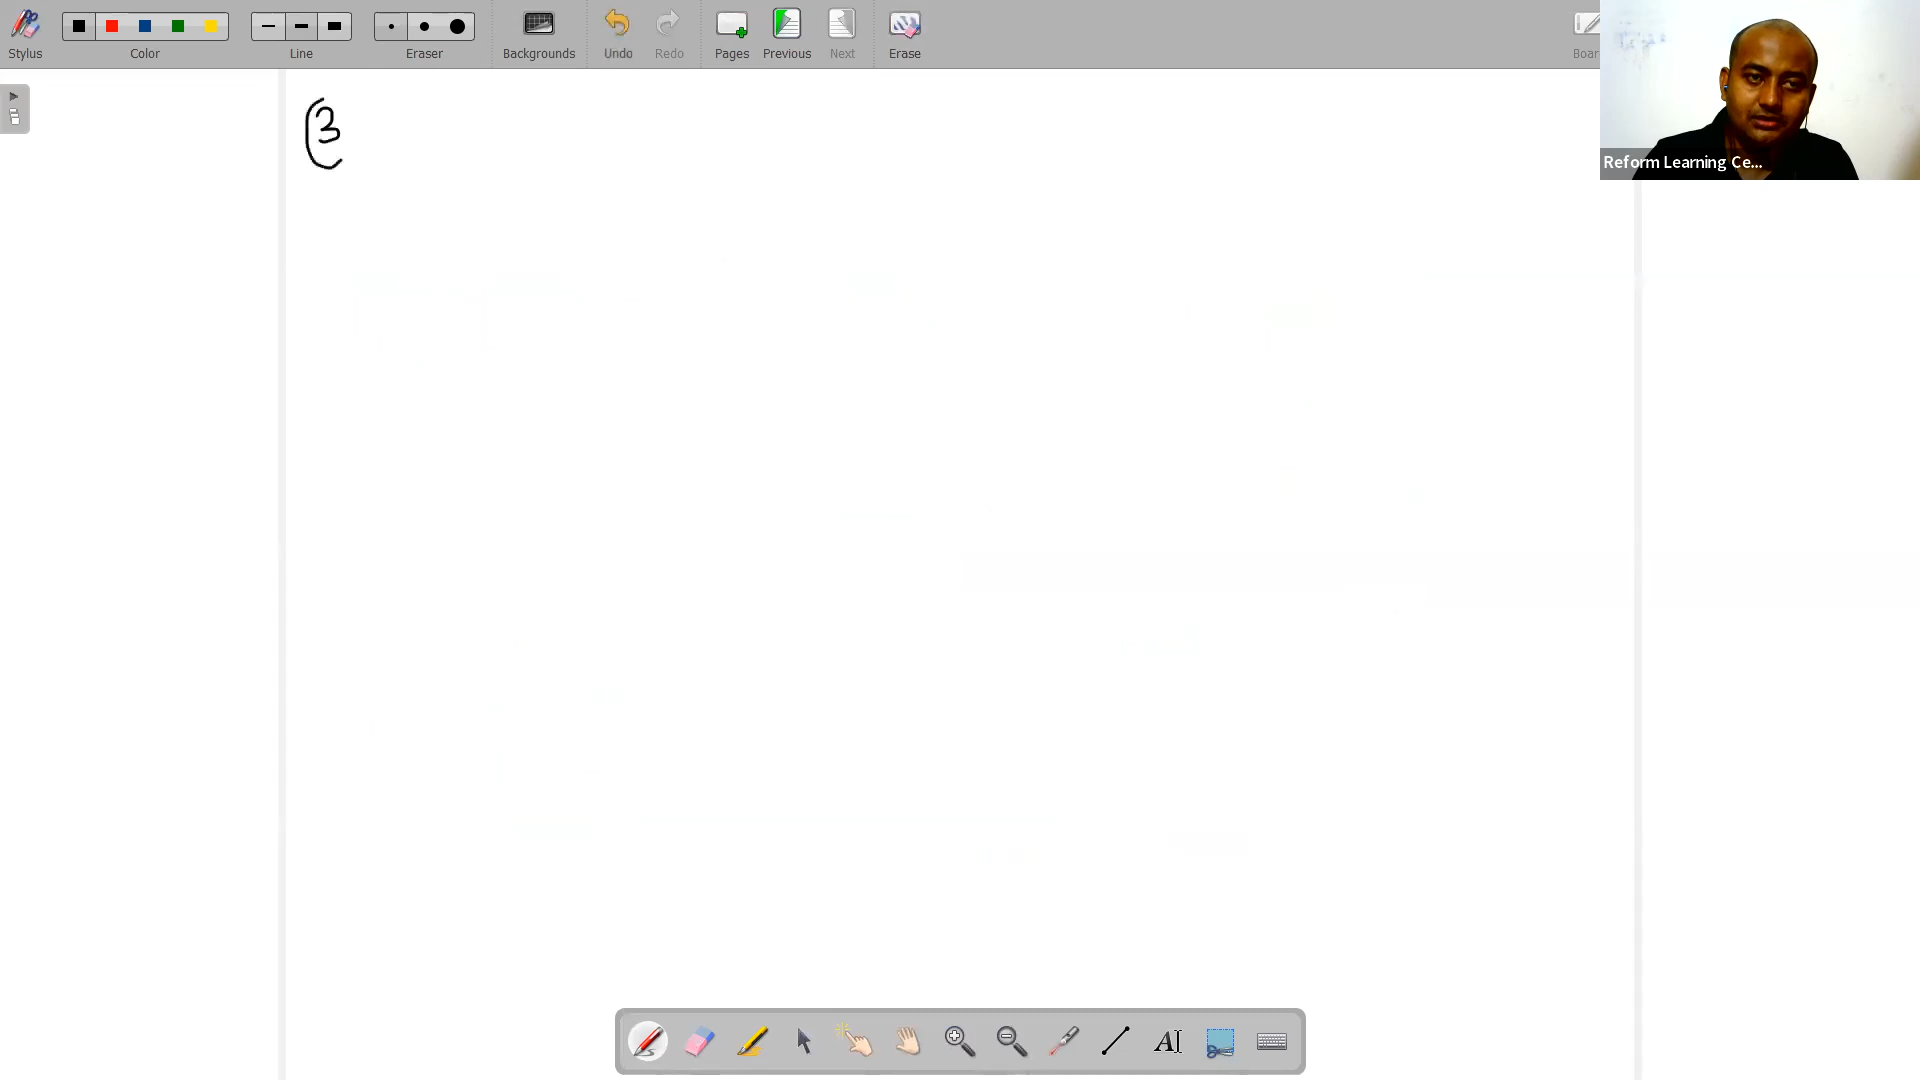 Stylus Color Line Eraser Backgrounds Undo Redo Pages Previous Next Erase
Reform Learning Ce...
(3